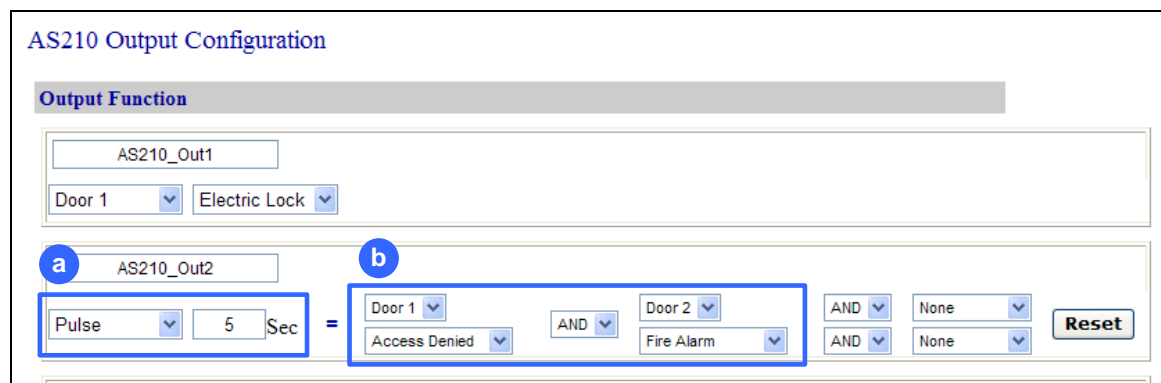 AS210 Output Configuration
Output Function
AS210_Out1
Door 1 Electric Lock
a AS210_Out2 b
Pulse 5 Sec = Door 1 AND Door 2 AND None Reset
Access Denied Fire Alarm AND None